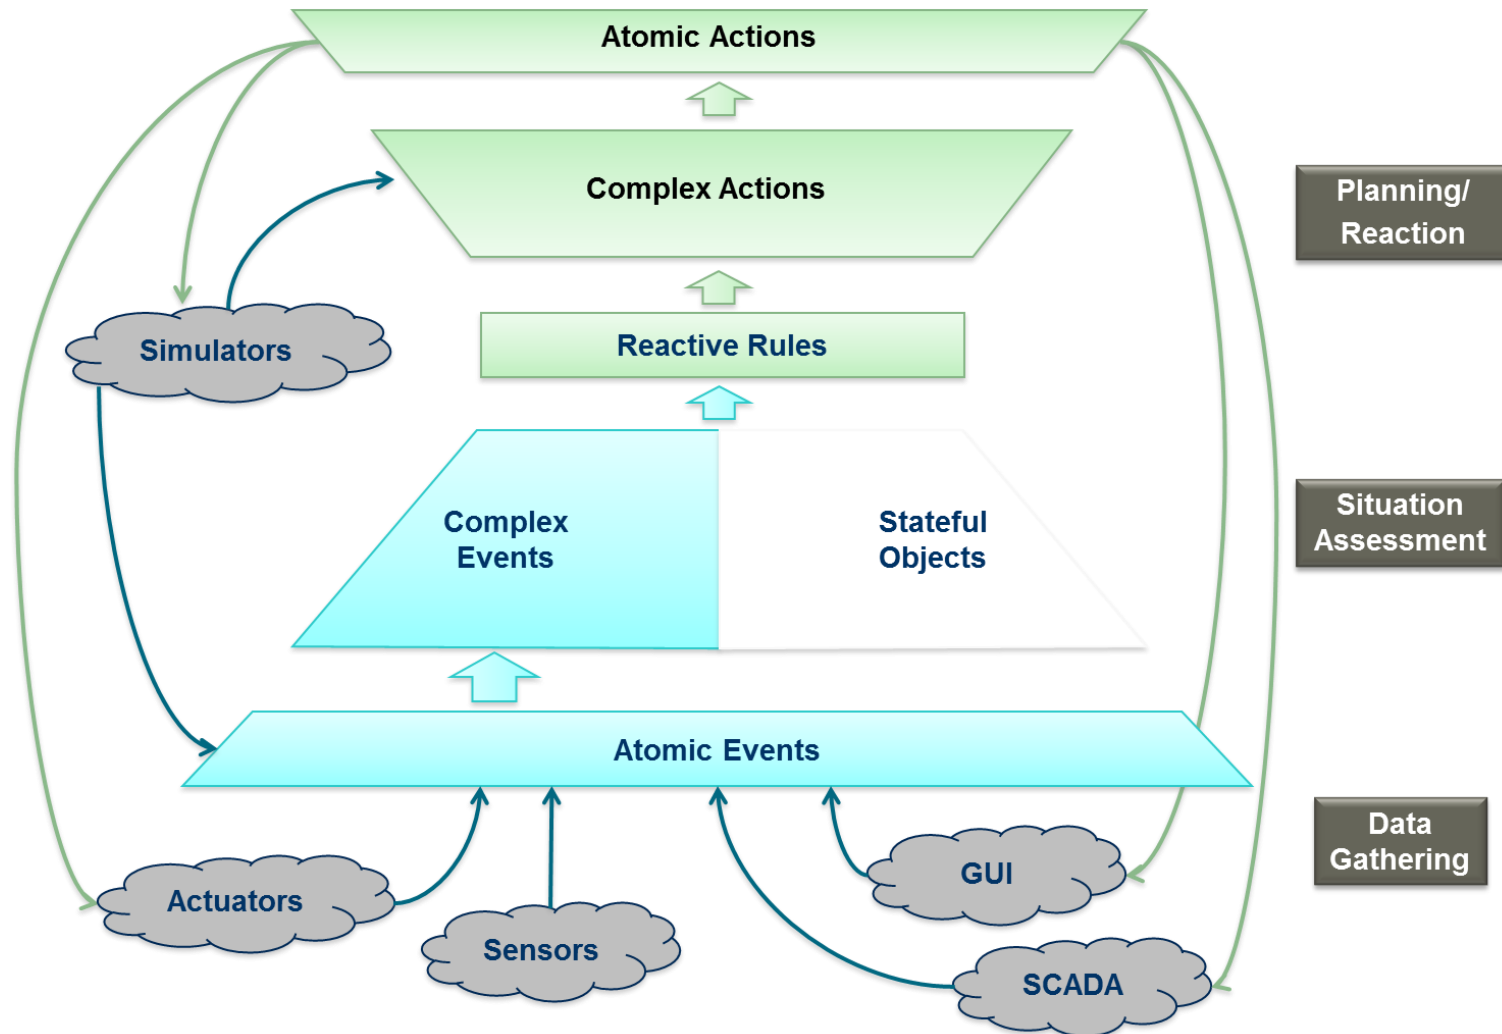 Atomic Actions
Complex Actions
Planning/
Reaction
Simulators
Reactive Rules
Complex
Events
Stateful
Objects
Situation
Assessment
Atomic Events
Data
Gathering
Actuators
Sensors
GUI
SCADA